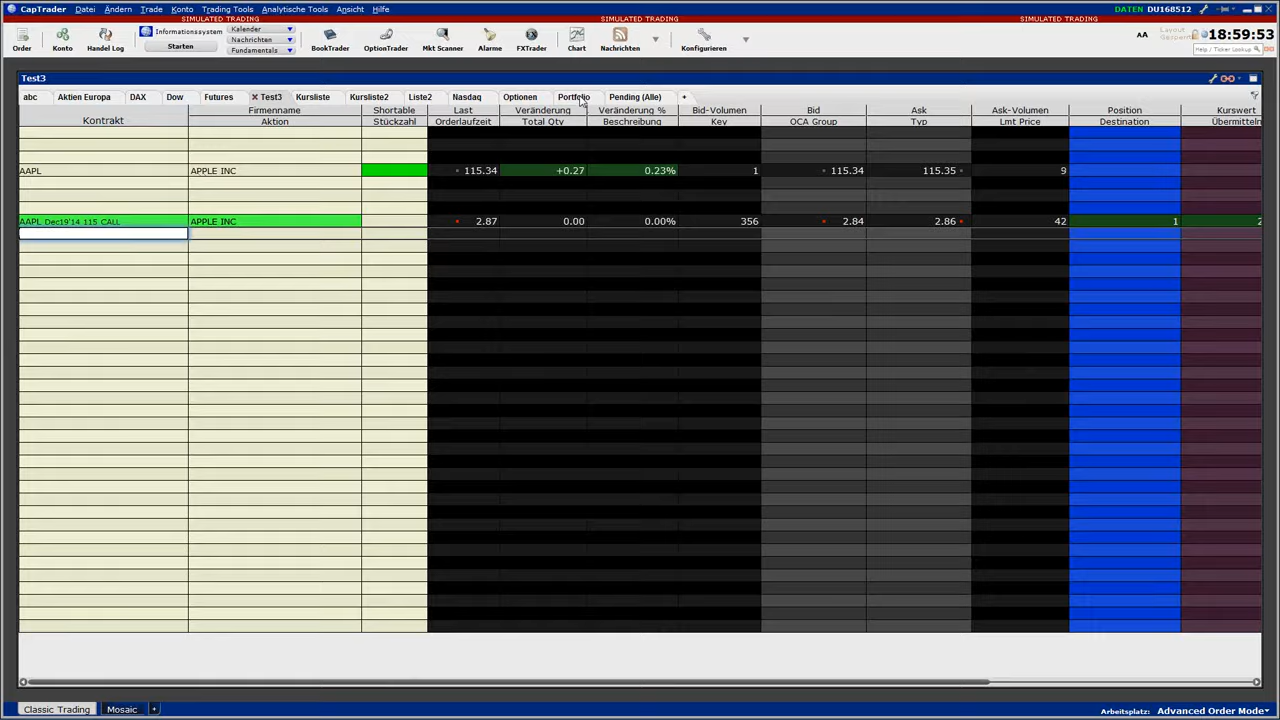 CapTrader Datei Ändern Trade Konto Trading Tools Analytische Tools Ansicht Hilfe DATEN DU168512
SIMULATED TRADING SIMULATED TRADING SIMULATED TRADING
Informationssystem
Starten
Kalender
Nachrichten
Fundamentals
AA
18:59:53
Help / Ticker Lookup
Order Konto Handel Log BookTrader OptionTrader Mkt Scanner Alarme FXTrader Chart Nachrichten Konfigurieren
Test3
abc Aktien Europa DAX Dow Futures Test3 Kursliste Kursliste2 Liste2 Nasdaq Optionen Portfolio Pending (Alle) +
Kontrakt Firmenname Shortable Last Veränderung Veränderung % Bid-Volumen Bid Ask Ask-Volumen Position Kurswert
Aktion Stückzahl Orderlaufzeit Total Qty Beschreibung Key OCA Group Typ Lmt Price Destination Übermitteln
AAPL APPLE INC 115.34 +0.27 0.23% 1 115.34 115.35 9
AAPL Dec19'14 115 CALL APPLE INC 2.87 0.00 0.00% 356 2.84 2.86 42 1 2
Classic Trading Mosaic +
Arbeitsplatz: Advanced Order Mode